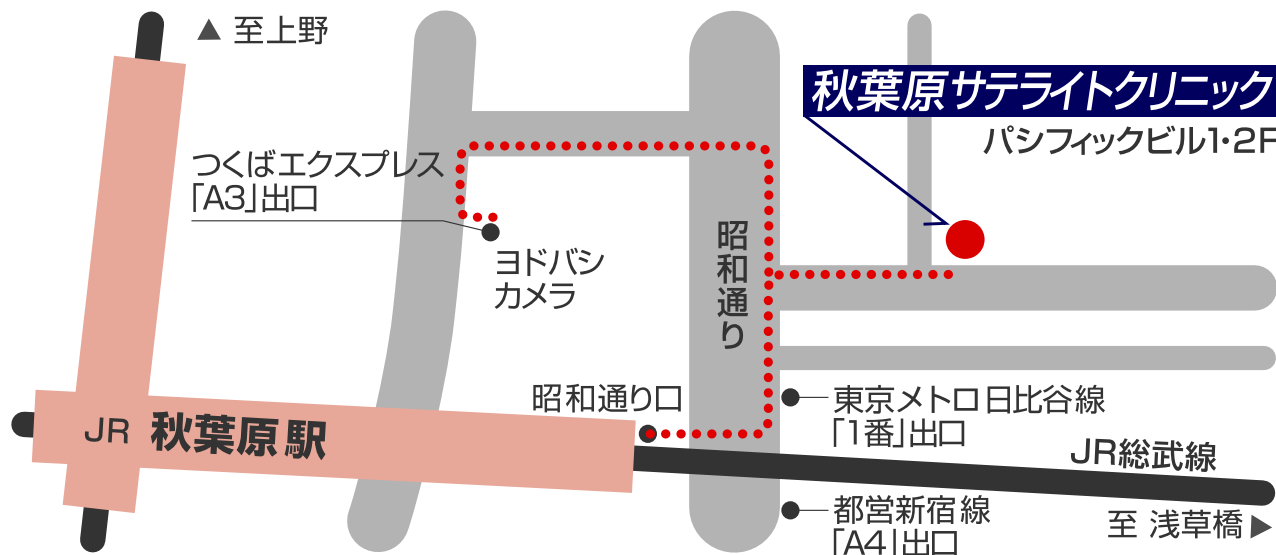 ▲ 至上野
秋葉原サテライトクリニック
パシフィックビル1・2F
つくばエクスプレス
「A3」出口
ヨドバシ
カメラ
昭和通り
昭和通り口
東京メトロ日比谷線
「1番」出口
JR 秋葉原駅
JR総武線
都営新宿線
「A4」出口
至 浅草橋 ▶